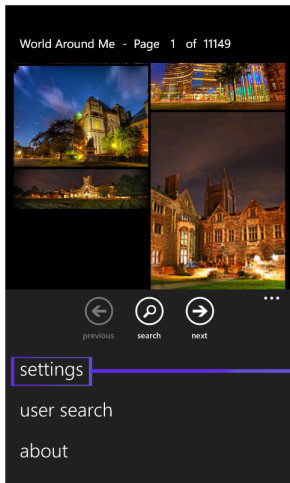 World Around Me - Page 1 of 11149
previous search next
settings
user search
about